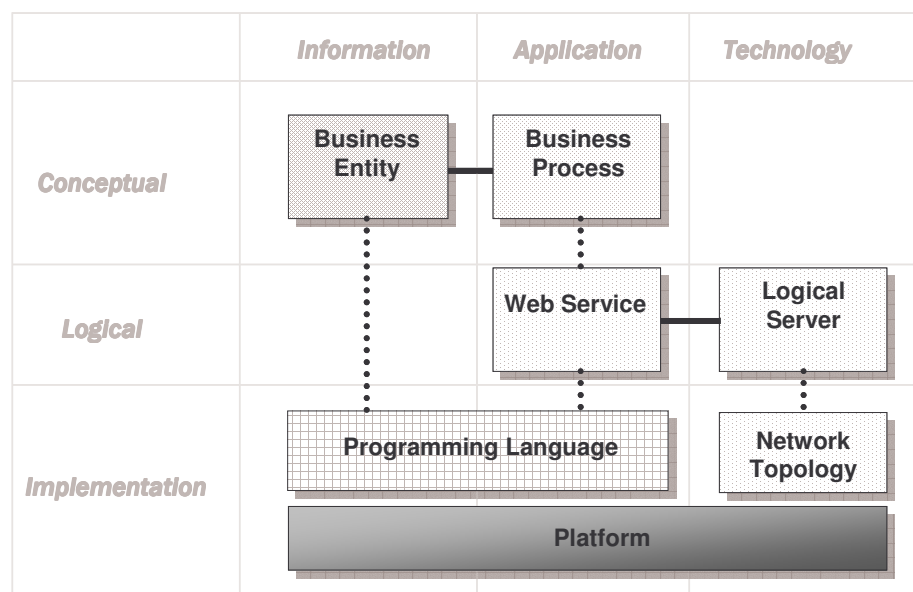 Information Application Technology
Business
Entity
Business
Process
Conceptual
Web Service
Logical
Server
Logical
Programming Language
Network
Topology
Implementation
Platform